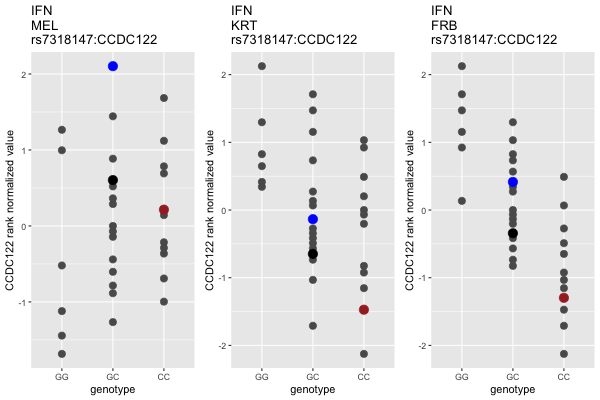 IFN
MEL
rs7318147:CCDC122
CCDC122 rank normalized value
2
1
0
-1
GG
GC
CC
genotype
IFN
KRT
rs7318147:CCDC122
CCDC122 rank normalized value
2
1
0
-1
-2
GG
GC
CC
genotype
IFN
FRB
rs7318147:CCDC122
CCDC122 rank normalized value
2
1
0
-1
-2
GG
GC
CC
genotype